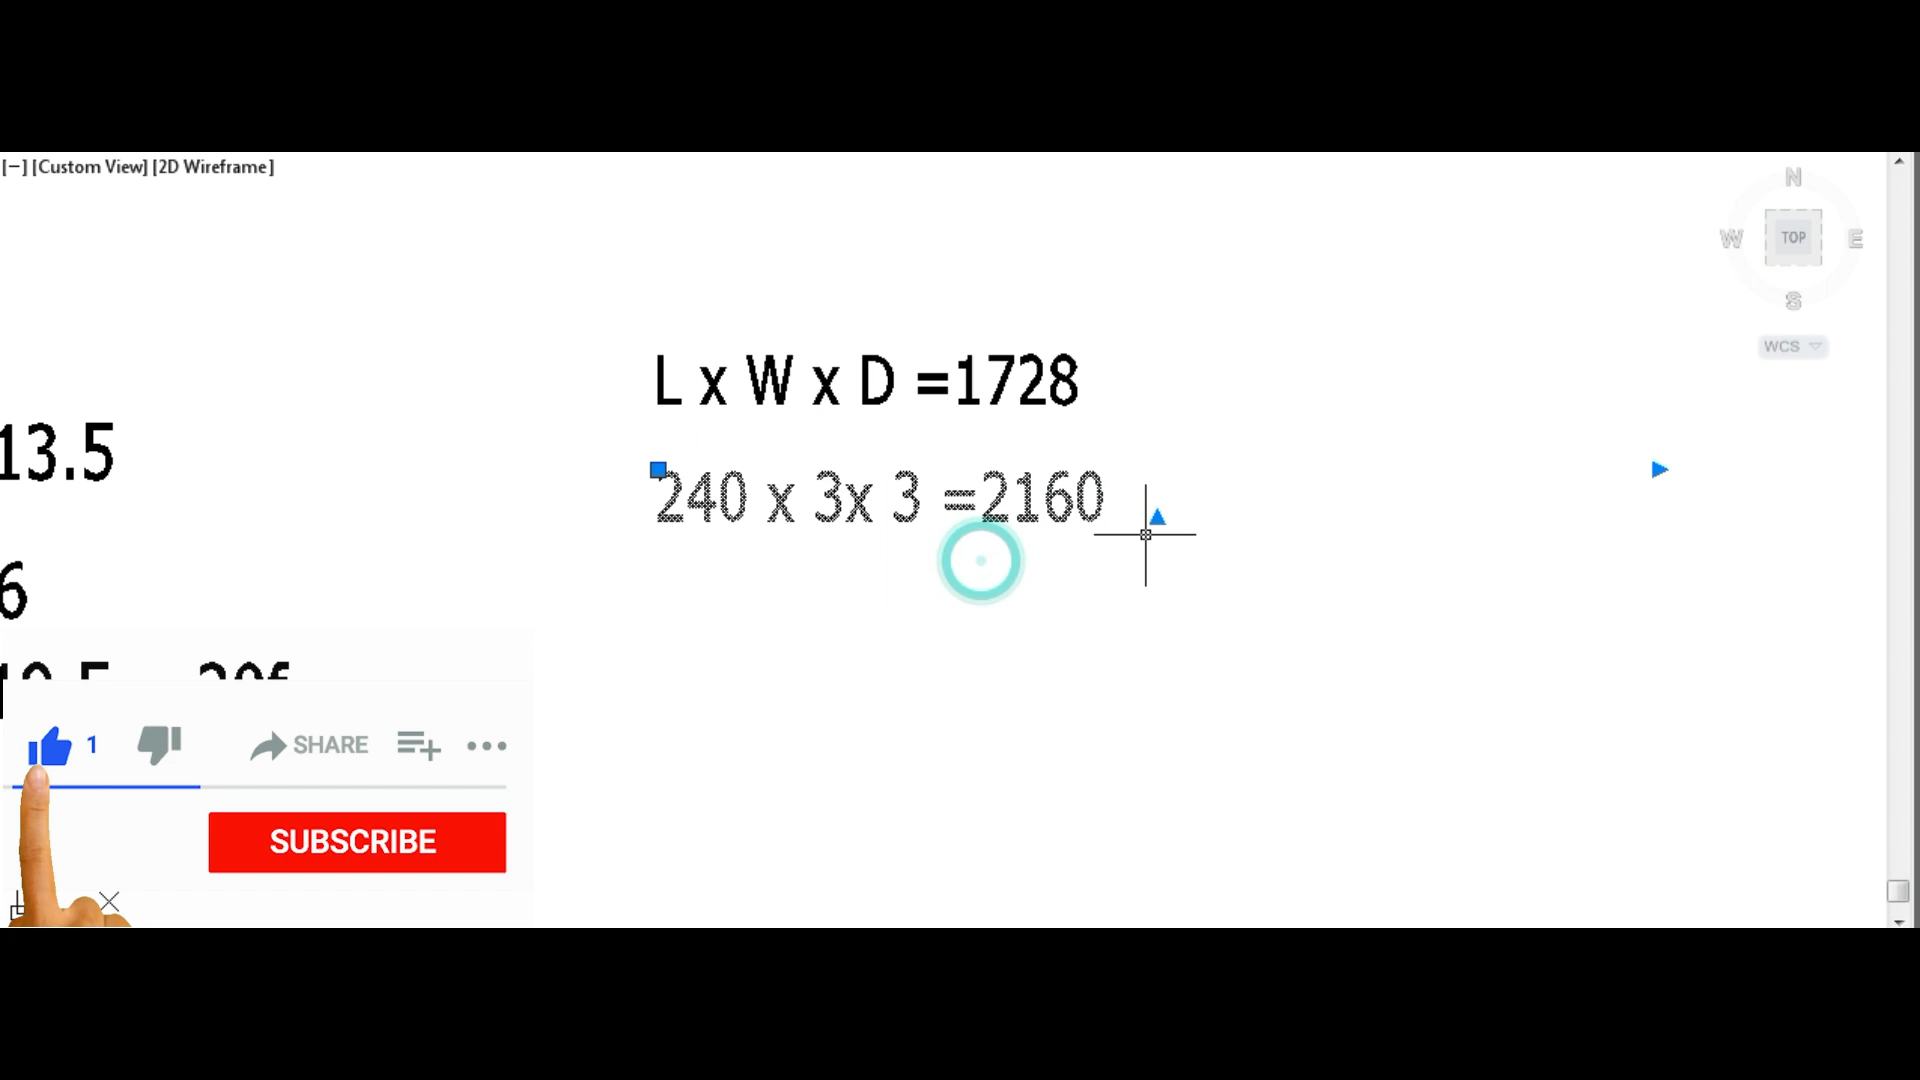 [−] [Custom View] [2D Wireframe]
N
W TOP E
S
WCS
L x W x D =1728
13.5
240 x 3x 3 =2160
6
1 SHARE
SUBSCRIBE